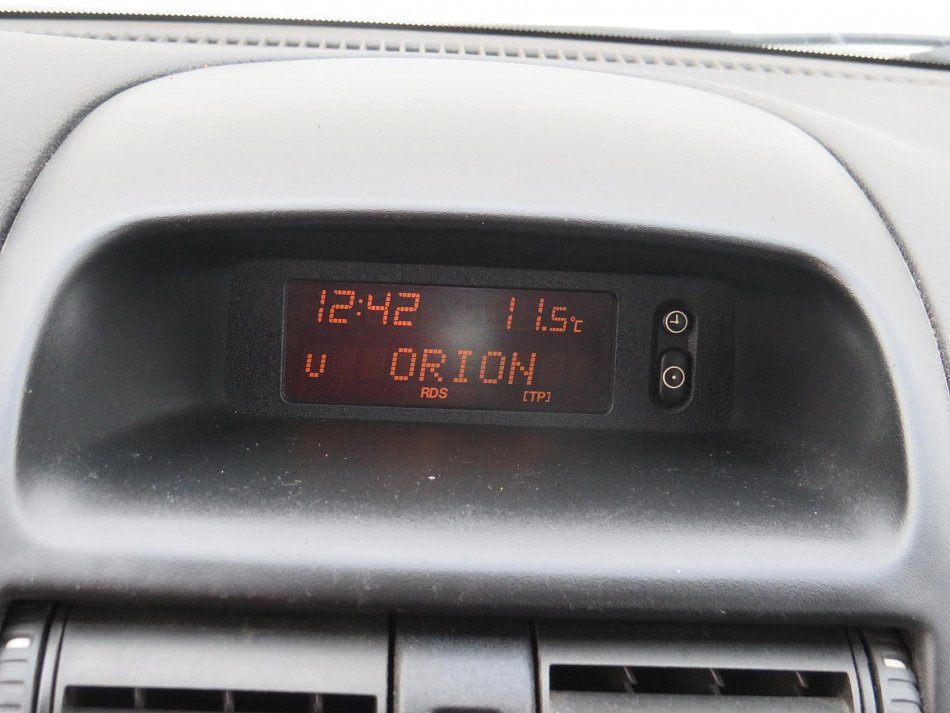 12:42 11.5°C
U ORION
RDS [TP]